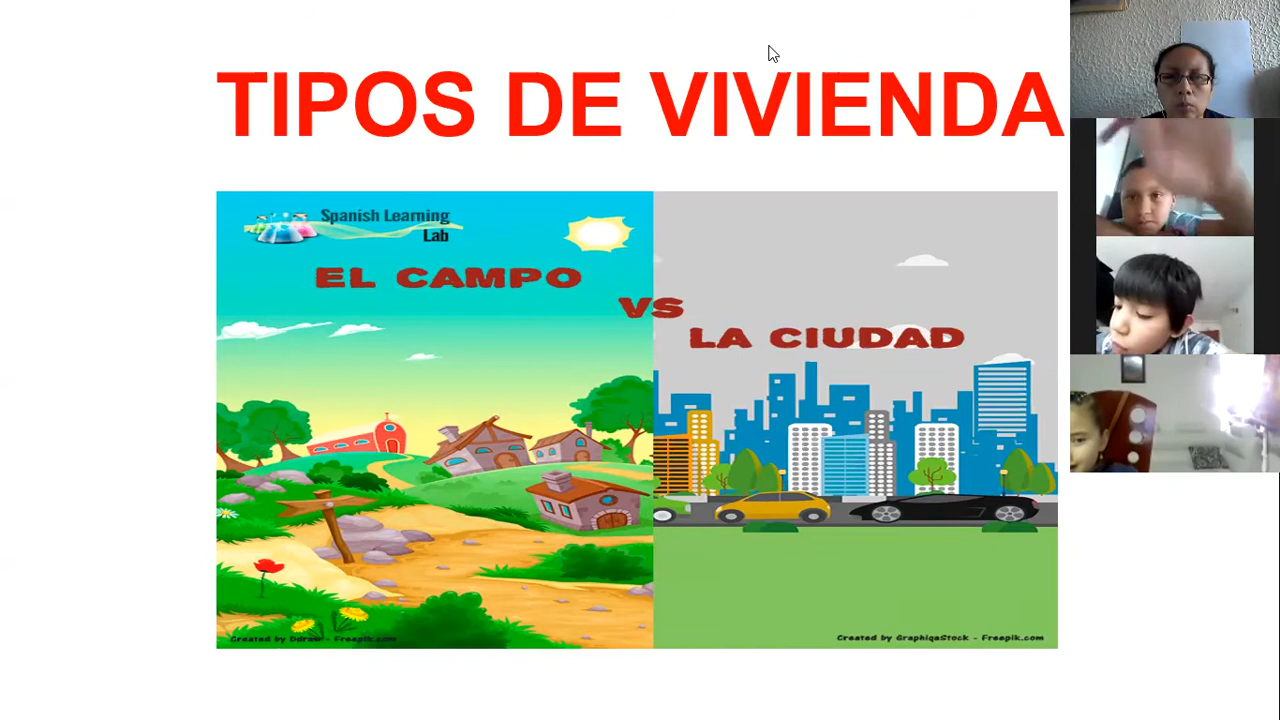 TIPOS DE VIVIENDA
Spanish Learning
Lab
EL CAMPO
VS
LA CIUDAD
Created by Ddraw - Freepik.com
Created by GraphiqaStock - Freepik.com